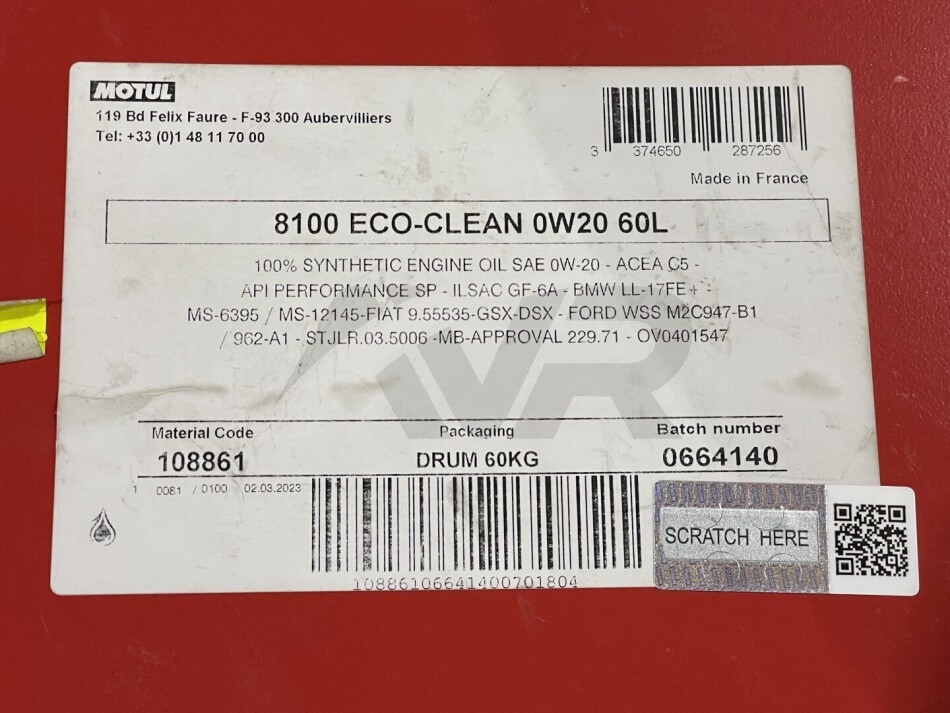 MOTUL
119 Bd Felix Faure - F-93 300 Aubervilliers
Tel: +33 (0)1 48 11 70 00
3 374650 287256
Made in France
8100 ECO-CLEAN 0W20 60L
100% SYNTHETIC ENGINE OIL SAE 0W-20 - ACEA C5 -
API PERFORMANCE SP - ILSAC GF-6A - BMW LL-17FE+ -
MS-6395 / MS-12145-FIAT 9.55535-GSX-DSX - FORD WSS M2C947-B1
/ 962-A1 - STJLR.03.5006 -MB-APPROVAL 229.71 - OV0401547
VR
Material Code Packaging Batch number
108861 DRUM 60KG 0664140
1 0081 / 0100 02.03.2023
10886106641400701804
SCRATCH HERE